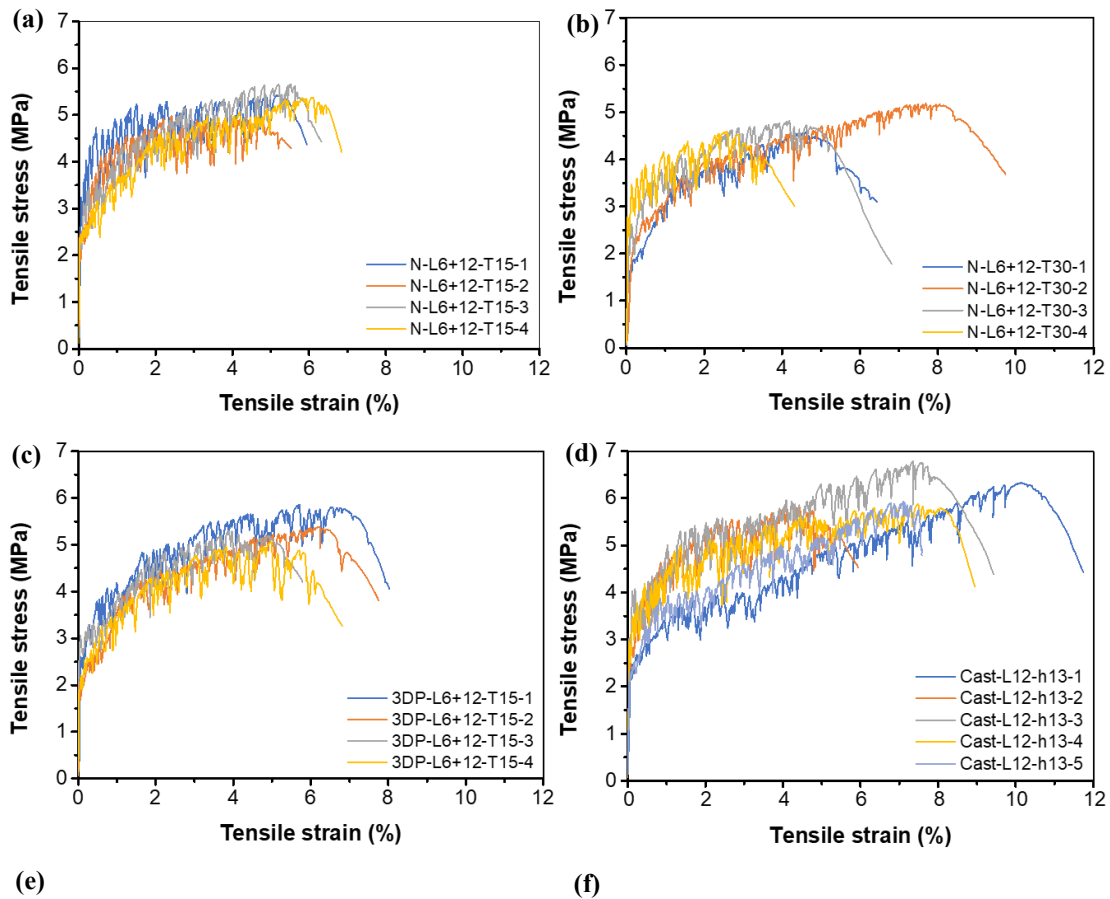 (a)
7
6
5
4
3
2
1
0
Tensile stress (MPa)
N-L6+12-T15-1
N-L6+12-T15-2
N-L6+12-T15-3
N-L6+12-T15-4
0 2 4 6 8 10 12
Tensile strain (%)
(b)
7
6
5
4
3
2
1
0
Tensile stress (MPa)
N-L6+12-T30-1
N-L6+12-T30-2
N-L6+12-T30-3
N-L6+12-T30-4
0 2 4 6 8 10 12
Tensile strain (%)
(c)
7
6
5
4
3
2
1
0
Tensile stress (MPa)
3DP-L6+12-T15-1
3DP-L6+12-T15-2
3DP-L6+12-T15-3
3DP-L6+12-T15-4
0 2 4 6 8 10 12
Tensile strain (%)
(d)
7
6
5
4
3
2
1
0
Tensile stress (MPa)
Cast-L12-h13-1
Cast-L12-h13-2
Cast-L12-h13-3
Cast-L12-h13-4
Cast-L12-h13-5
0 2 4 6 8 10 12
Tensile strain (%)
(e)
(f)